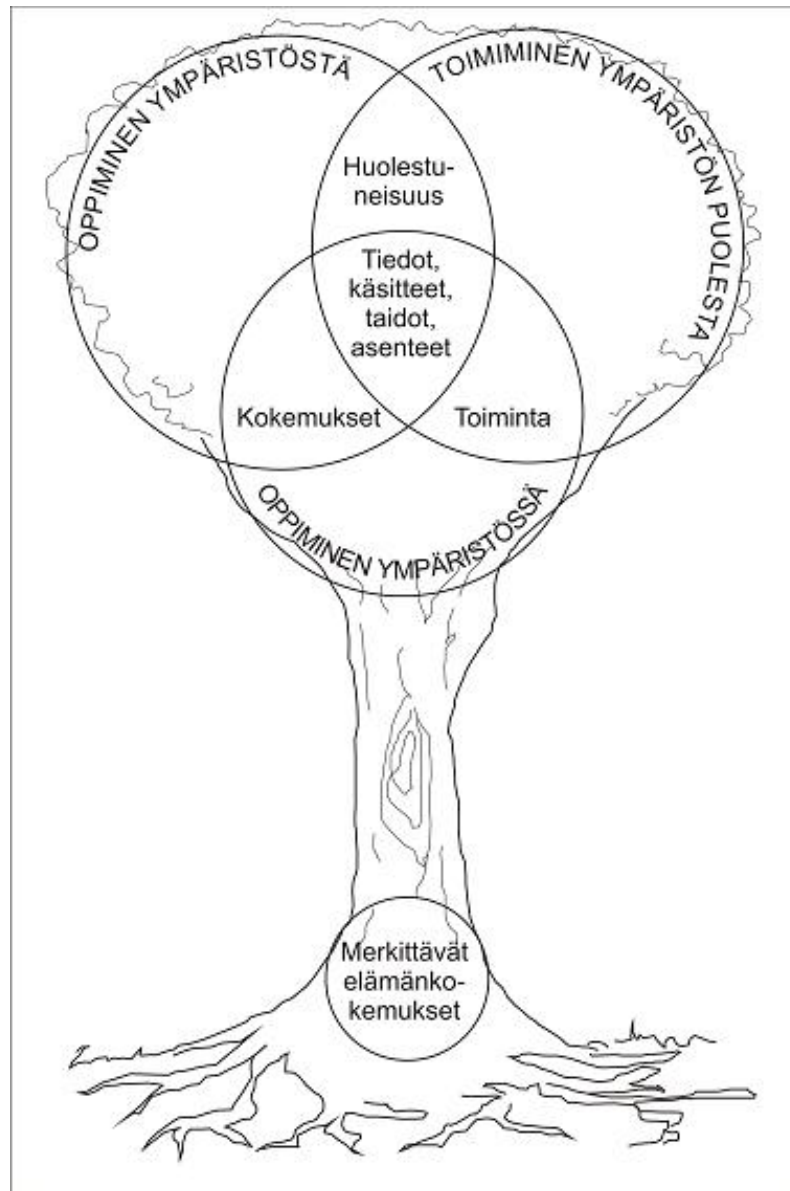 OPPIMINEN YMPÄRISTÖSTÄ
TOIMIMINEN YMPÄRISTÖN PUOLESTA
Huolestu-
neisuus
Tiedot,
käsitteet,
taidot,
asenteet
Kokemukset
Toiminta
OPPIMINEN YMPÄRISTÖSSÄ
Merkittävät
elämänko-
kemukset